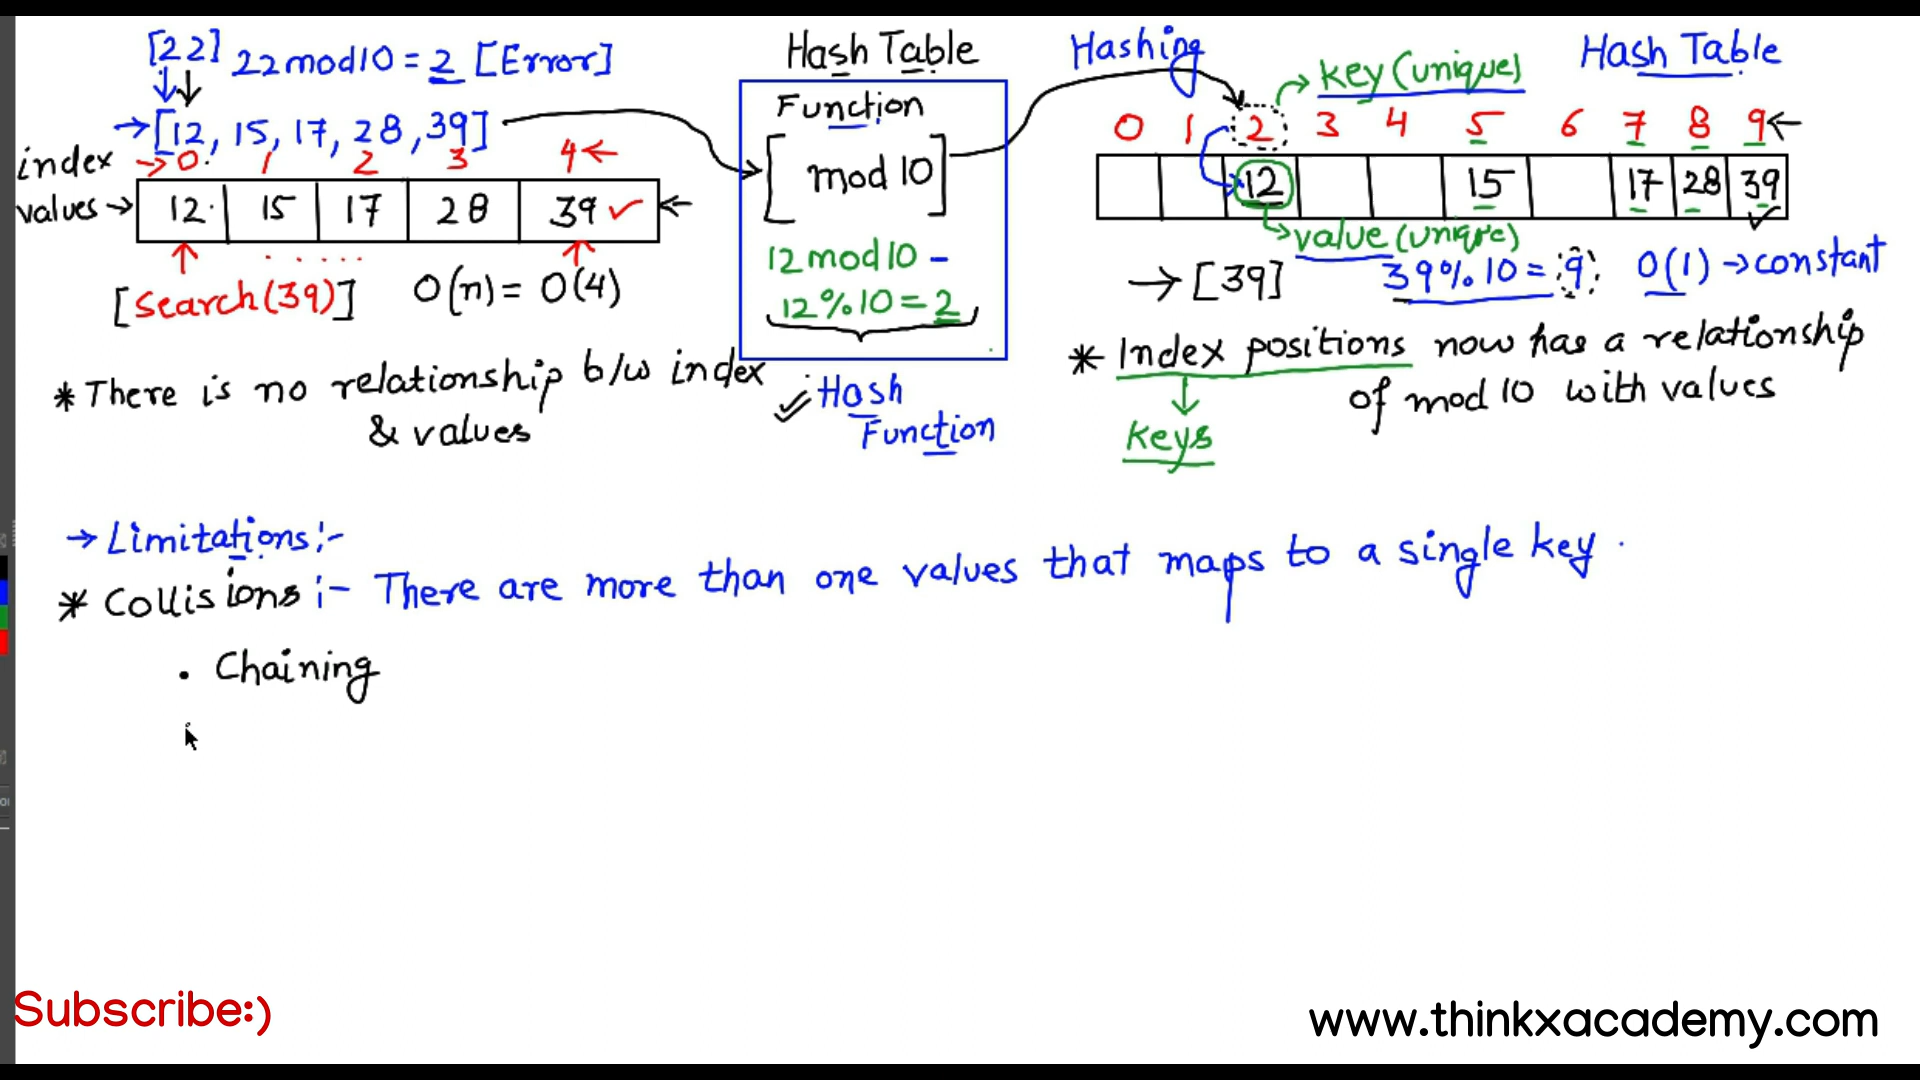 [22] 22 mod 10 = 2 [Error]
[12, 15, 17, 28, 39]
index → 0 1 2 3 4 ←
values → 12 15 17 28 39 ✓ ←
[Search(39)] O(n) = O(4)
* There is no relationship b/w index
& values
Hash Table
Function
[mod 10]
12 mod 10 -
12 % 10 = 2
✓ Hash
Function
Hashing
→ key (unique)
Hash Table
0 1 2 3 4 5 6 7 8 9 ←
12 15 17 28 39
→ value (unique)
→ [39] 39 % 10 = 9 O(1) → constant
* Index positions now has a relationship
of mod 10 with values
keys
→ Limitations :-
* Collisions :- There are more than one values that maps to a single key.
• Chaining
Subscribe:)
www.thinkxacademy.com